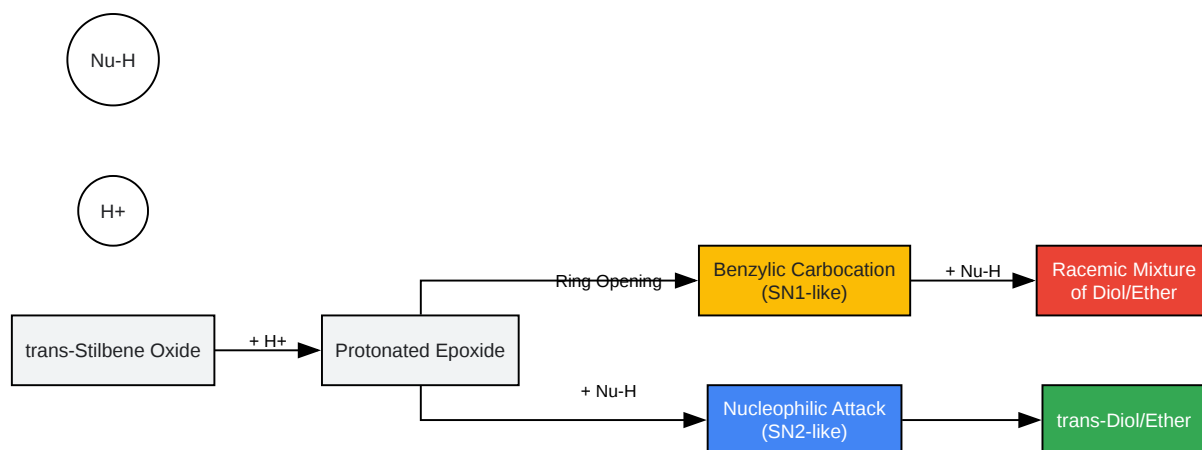 Nu-H
H+
Ring Opening
Benzylic Carbocation
(SN1-like)
+ Nu-H
Racemic Mixture
of Diol/Ether
trans-Stilbene Oxide
+ H+
Protonated Epoxide
+ Nu-H
Nucleophilic Attack
(SN2-like)
trans-Diol/Ether